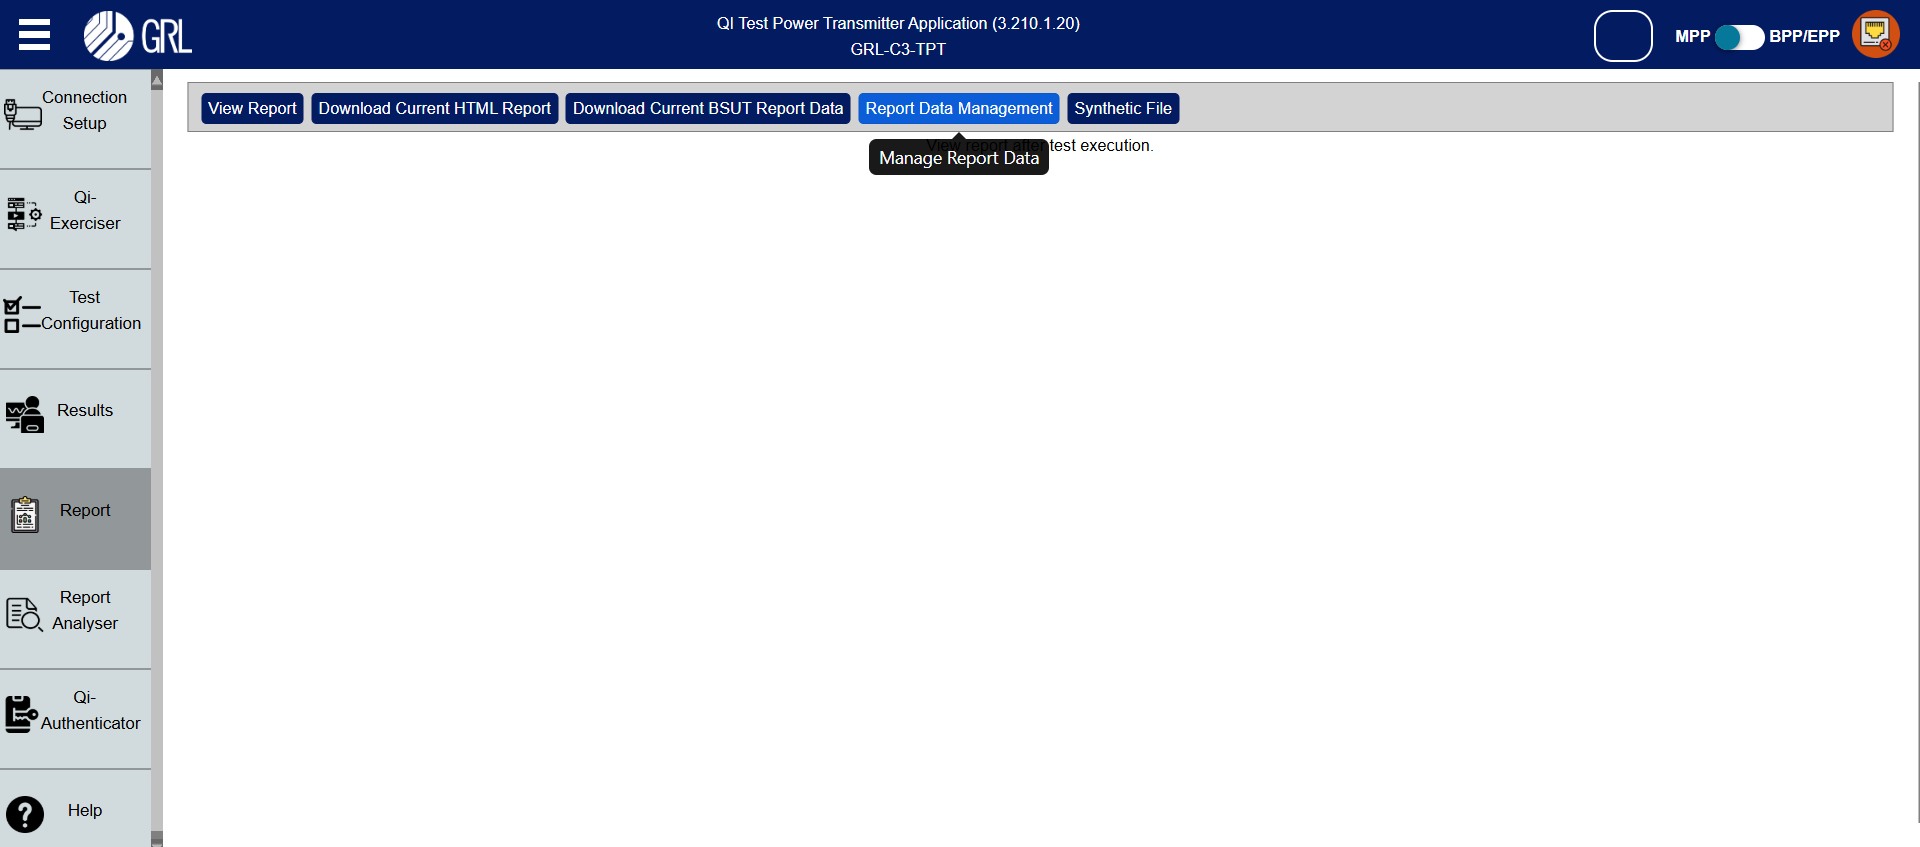 GRL
QI Test Power Transmitter Application (3.210.1.20)
GRL-C3-TPT
MPP
BPP/EPP
Connection
Setup
Qi-
Exerciser
Test
Configuration
Results
Report
Report
Analyser
Qi-
Authenticator
Help
View Report
Download Current HTML Report
Download Current BSUT Report Data
Report Data Management
Synthetic File
View report after test execution.
Manage Report Data